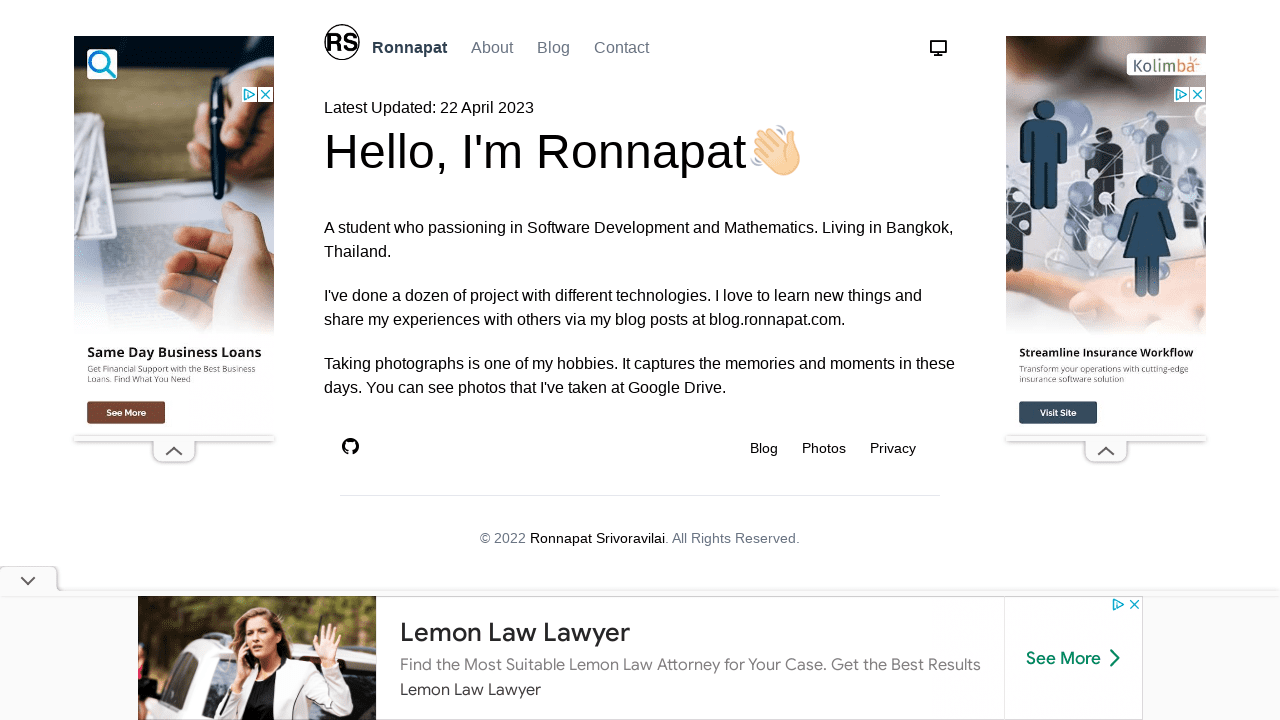 RS
Ronnapat
About
Blog
Contact
Latest Updated: 22 April 2023
Hello, I'm Ronnapat
A student who passioning in Software Development and Mathematics. Living in Bangkok,
Thailand.
I've done a dozen of project with different technologies. I love to learn new things and
share my experiences with others via my blog posts at blog.ronnapat.com.
Taking photographs is one of my hobbies. It captures the memories and moments in these
days. You can see photos that I've taken at Google Drive.
Blog
Photos
Privacy
© 2022 Ronnapat Srivoravilai. All Rights Reserved.
Same Day Business Loans
Get Financial Support with the Best Business
Loans. Find What You Need
See More
Kolimba
Streamline Insurance Workflow
Transform your operations with cutting-edge
insurance software solution
Visit Site
Lemon Law Lawyer
Find the Most Suitable Lemon Law Attorney for Your Case. Get the Best Results
Lemon Law Lawyer
See More